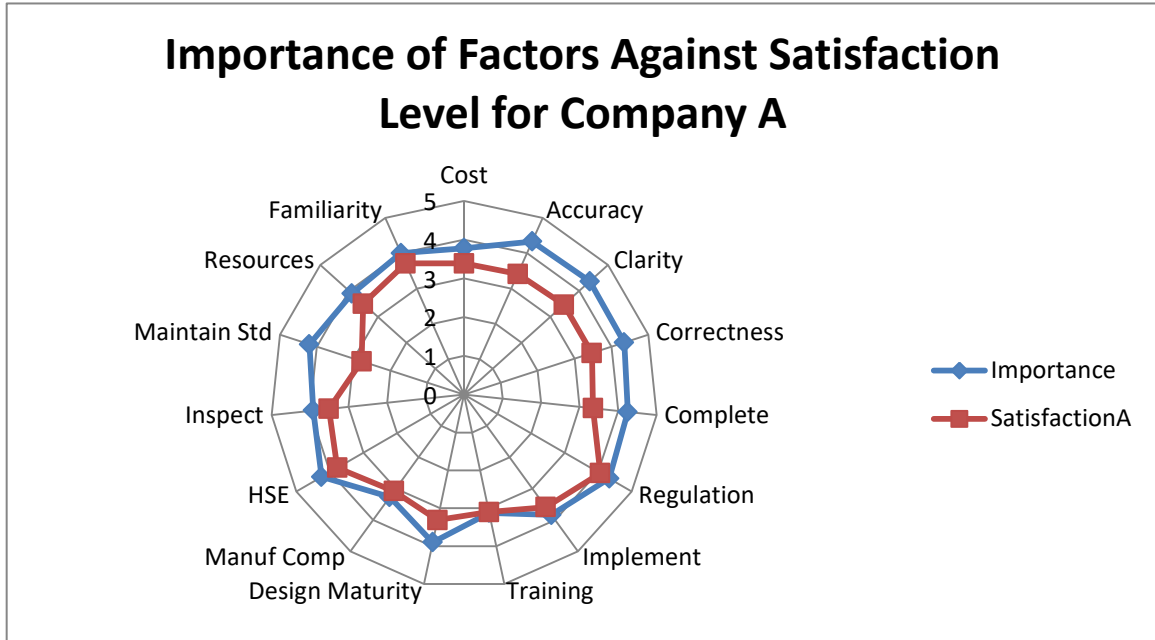 Importance of Factors Against Satisfaction
Level for Company A
Cost
Accuracy
Clarity
Correctness
Complete
Regulation
Implement
Training
Design Maturity
Manuf Comp
HSE
Inspect
Maintain Std
Resources
Familiarity
5
4
3
2
1
0
Importance
SatisfactionA